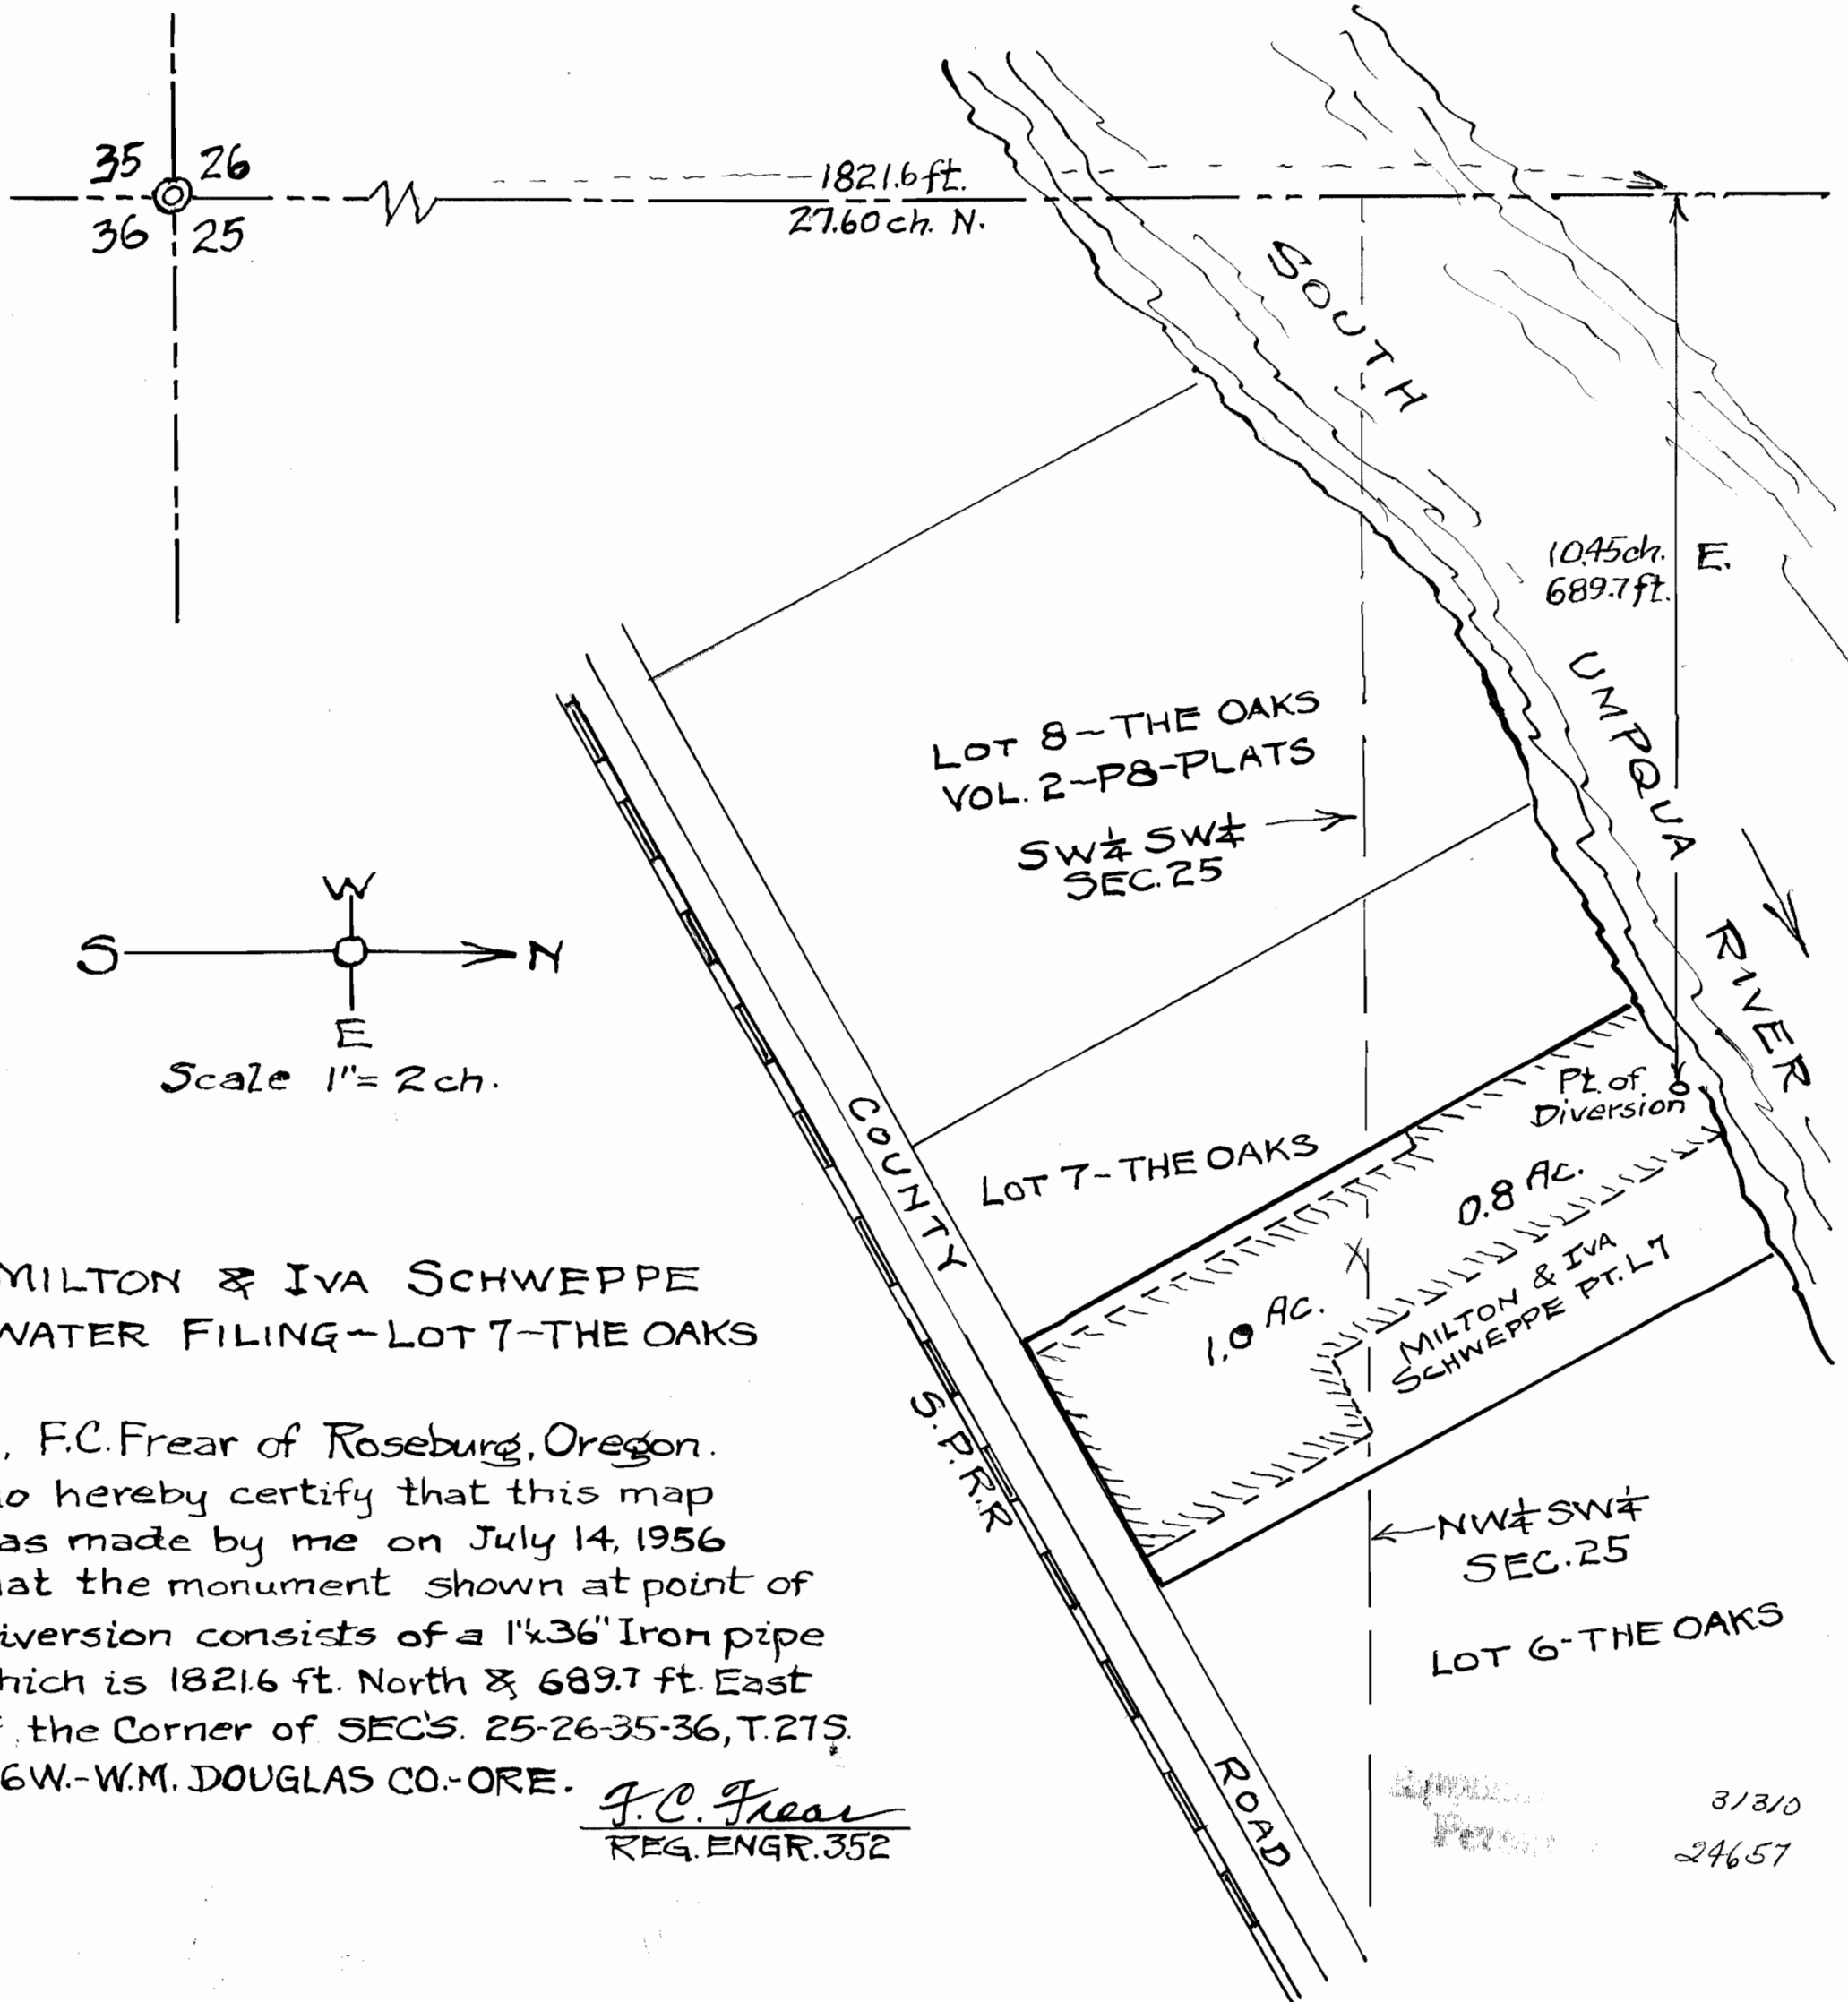 35 26
36 25
1821.6 ft.
27.60 ch. N.
SOUTH
UMPQUA
RIVER
10.45 ch. E.
689.7 ft.
LOT 8 - THE OAKS
VOL. 2-P8-PLATS
SW¼ SW¼
SEC. 25
W
S N
E
Scale 1" = 2 ch.
Pt. of
Diversion
LOT 7 - THE OAKS
0.8 AC.
1.0 AC.
X
MILTON & IVA
SCHWEPPE PT. L 7
COUNTY
ROAD
S.P.R.R
NW¼ SW¼
SEC. 25
LOT 6 - THE OAKS
MILTON & IVA SCHWEPPE
WATER FILING - LOT 7 - THE OAKS
, F.C. Frear of Roseburg, Oregon.
o hereby certify that this map
as made by me on July 14, 1956
at the monument shown at point of
iversion consists of a 1"x36" Iron pipe
hich is 1821.6 ft. North & 689.7 ft. East
the Corner of SEC'S. 25-26-35-36, T.27S.
6W.-W.M. DOUGLAS CO.-ORE.
F.C. Frear
REG. ENGR. 352
31310
24657